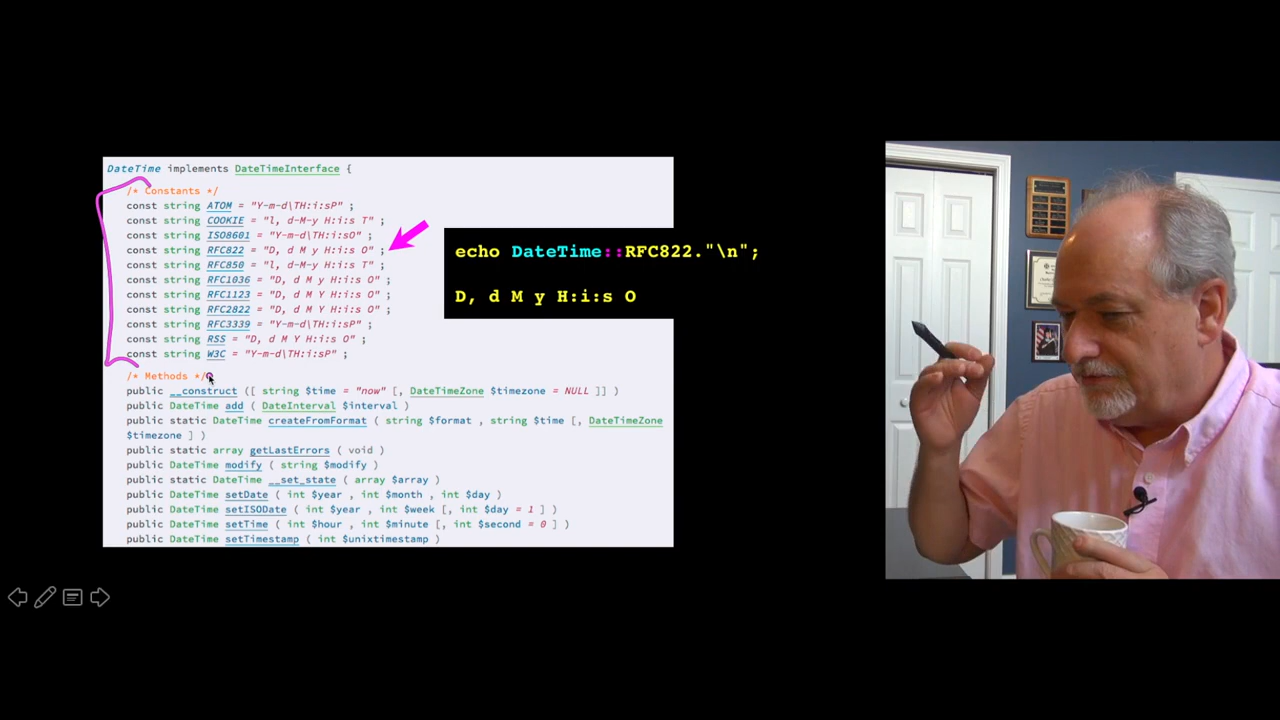 DateTime implements DateTimeInterface {
/* Constants */
const string ATOM = "Y-m-d\TH:i:sP" ;
const string COOKIE = "l, d-M-y H:i:s T" ;
const string ISO8601 = "Y-m-d\TH:i:sO" ;
const string RFC822 = "D, d M y H:i:s O" ;
const string RFC850 = "l, d-M-y H:i:s T" ;
const string RFC1036 = "D, d M y H:i:s O" ;
const string RFC1123 = "D, d M Y H:i:s O" ;
const string RFC2822 = "D, d M Y H:i:s O" ;
const string RFC3339 = "Y-m-d\TH:i:sP" ;
const string RSS = "D, d M Y H:i:s O" ;
const string W3C = "Y-m-d\TH:i:sP" ;
/* Methods */
public __construct ([ string $time = "now" [, DateTimeZone $timezone = NULL ]] )
public DateTime add ( DateInterval $interval )
public static DateTime createFromFormat ( string $format , string $time [, DateTimeZone
$timezone ] )
public static array getLastErrors ( void )
public DateTime modify ( string $modify )
public static DateTime __set_state ( array $array )
public DateTime setDate ( int $year , int $month , int $day )
public DateTime setISODate ( int $year , int $week [, int $day = 1 ] )
public DateTime setTime ( int $hour , int $minute [, int $second = 0 ] )
public DateTime setTimestamp ( int $unixtimestamp )
echo DateTime::RFC822."\n";
D, d M y H:i:s O